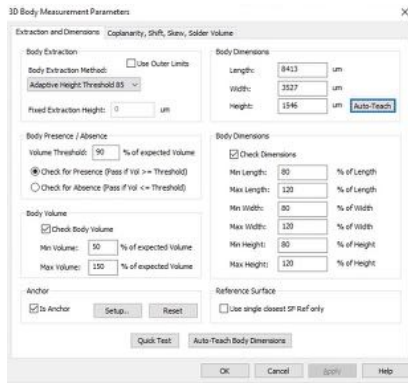 3D Body Measurement Parameters
Extraction and Dimensions
Coplanarity, Shift, Skew, Solder Volume
Body Extraction
Use Outer Limits
Body Extraction Method:
Adaptive Height Threshold 85
Fixed Extraction Height: 0 um
Body Presence / Absence
Volume Threshold: 90 % of expected Volume
Check for Presence (Pass if Vol >= Threshold)
Check for Absence (Pass if Vol <= Threshold)
Body Volume
Check Body Volume
Min Volume: 50 % of expected Volume
Max Volume: 150 % of expected Volume
Anchor
Is Anchor Setup... Reset
Body Dimensions
Length: 8413 um
Width: 3527 um
Height: 1546 um Auto-Teach
Body Dimensions
Check Dimensions
Min Length: 80 % of Length
Max Length: 120 % of Length
Min Width: 80 % of Width
Max Width: 120 % of Width
Min Height: 80 % of Height
Max Height: 120 % of Height
Reference Surface
Use single closest SP Ref only
Quick Test Auto-Teach Body Dimensions
OK Cancel Apply Help